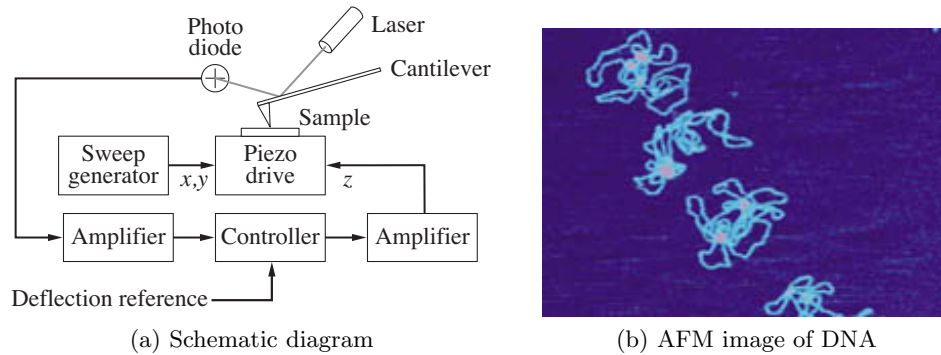 Photo
diode
Laser
Cantilever
Sample
Sweep
generator
x,y
Piezo
drive
z
Amplifier
Controller
Amplifier
Deflection reference
(a) Schematic diagram
(b) AFM image of DNA